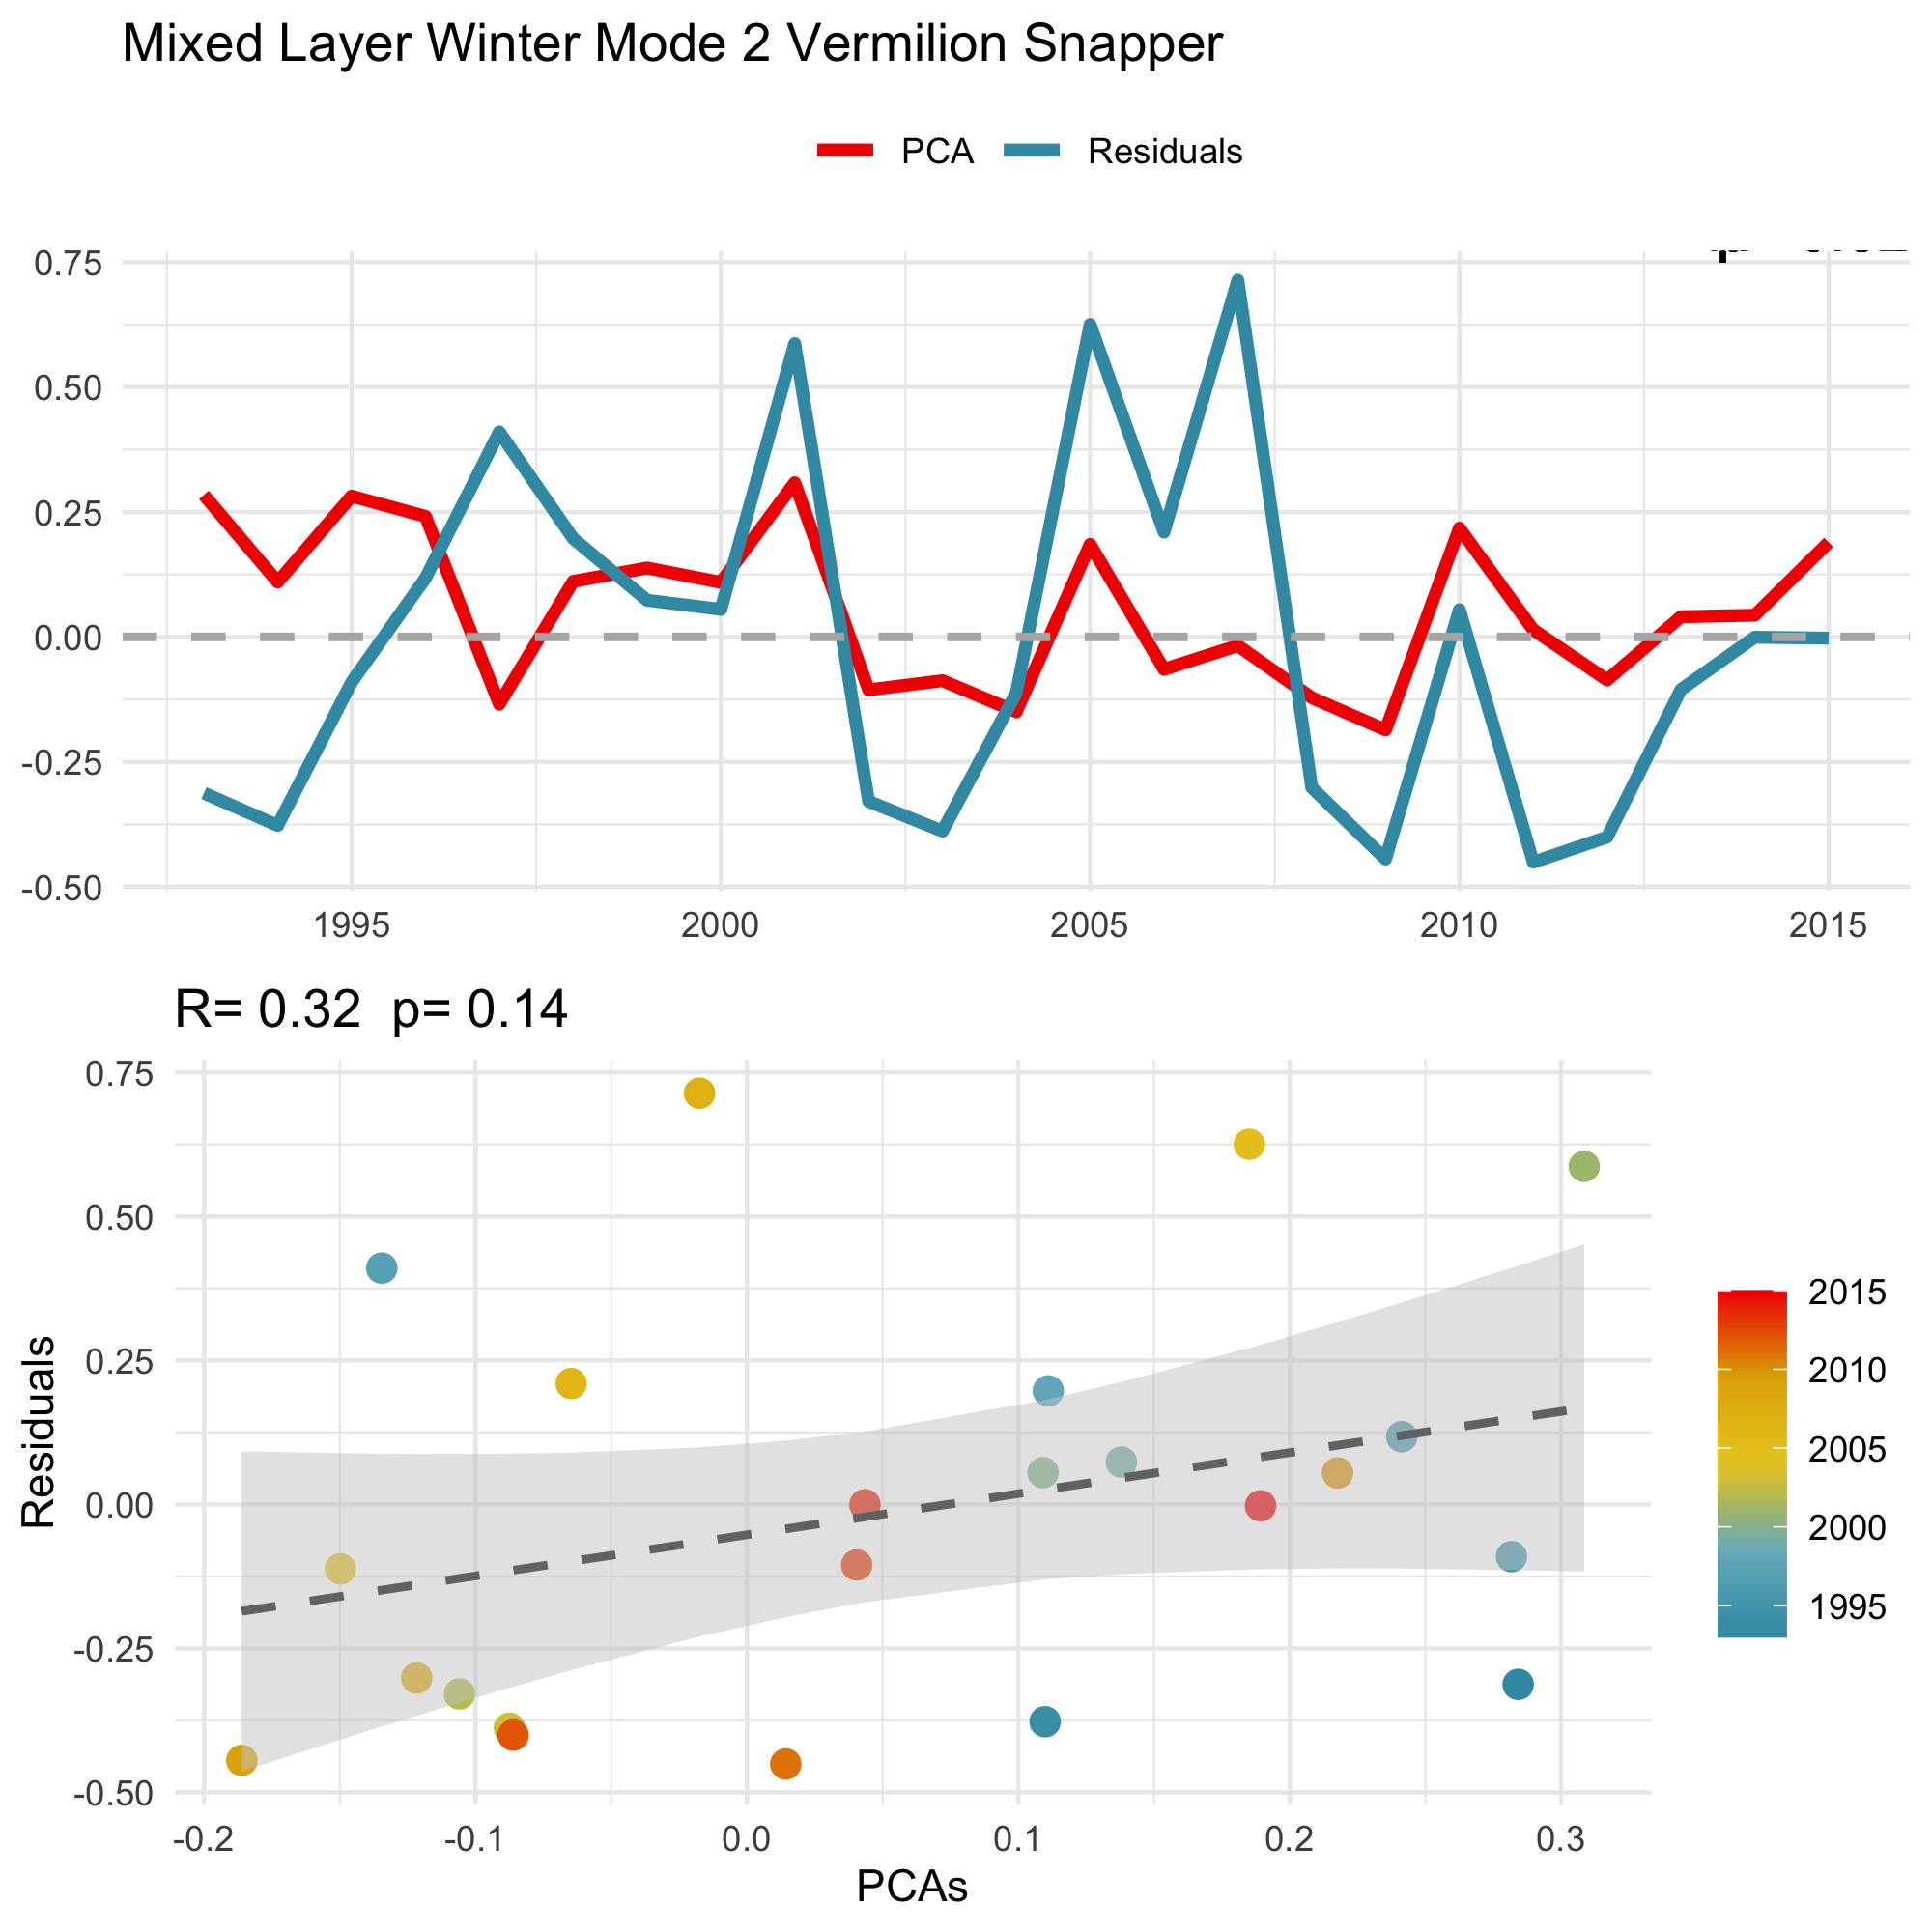 Mixed Layer Winter Mode 2 Vermilion Snapper
PCA Residuals
0.75
0.50
0.25
0.00
-0.25
-0.50
1995 2000 2005 2010 2015
R= 0.32 p= 0.14
Residuals
0.75
0.50
0.25
0.00
-0.25
-0.50
-0.2 -0.1 0.0 0.1 0.2 0.3
PCAs
2015
2010
2005
2000
1995